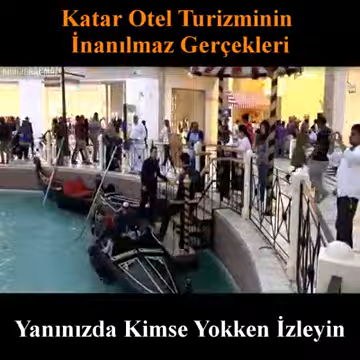 Katar Otel Turizminin
İnanılmaz Gerçekleri
Yanınızda Kimse Yokken İzleyin